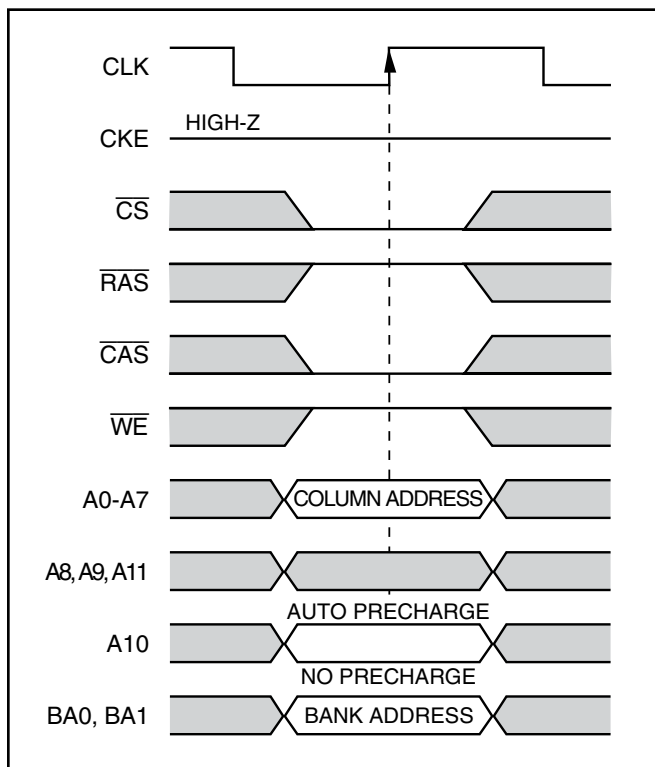 CLK
HIGH-Z
CKE
CS
RAS
CAS
WE
A0-A7 COLUMN ADDRESS
A8, A9, A11
AUTO PRECHARGE
A10
NO PRECHARGE
BA0, BA1 BANK ADDRESS